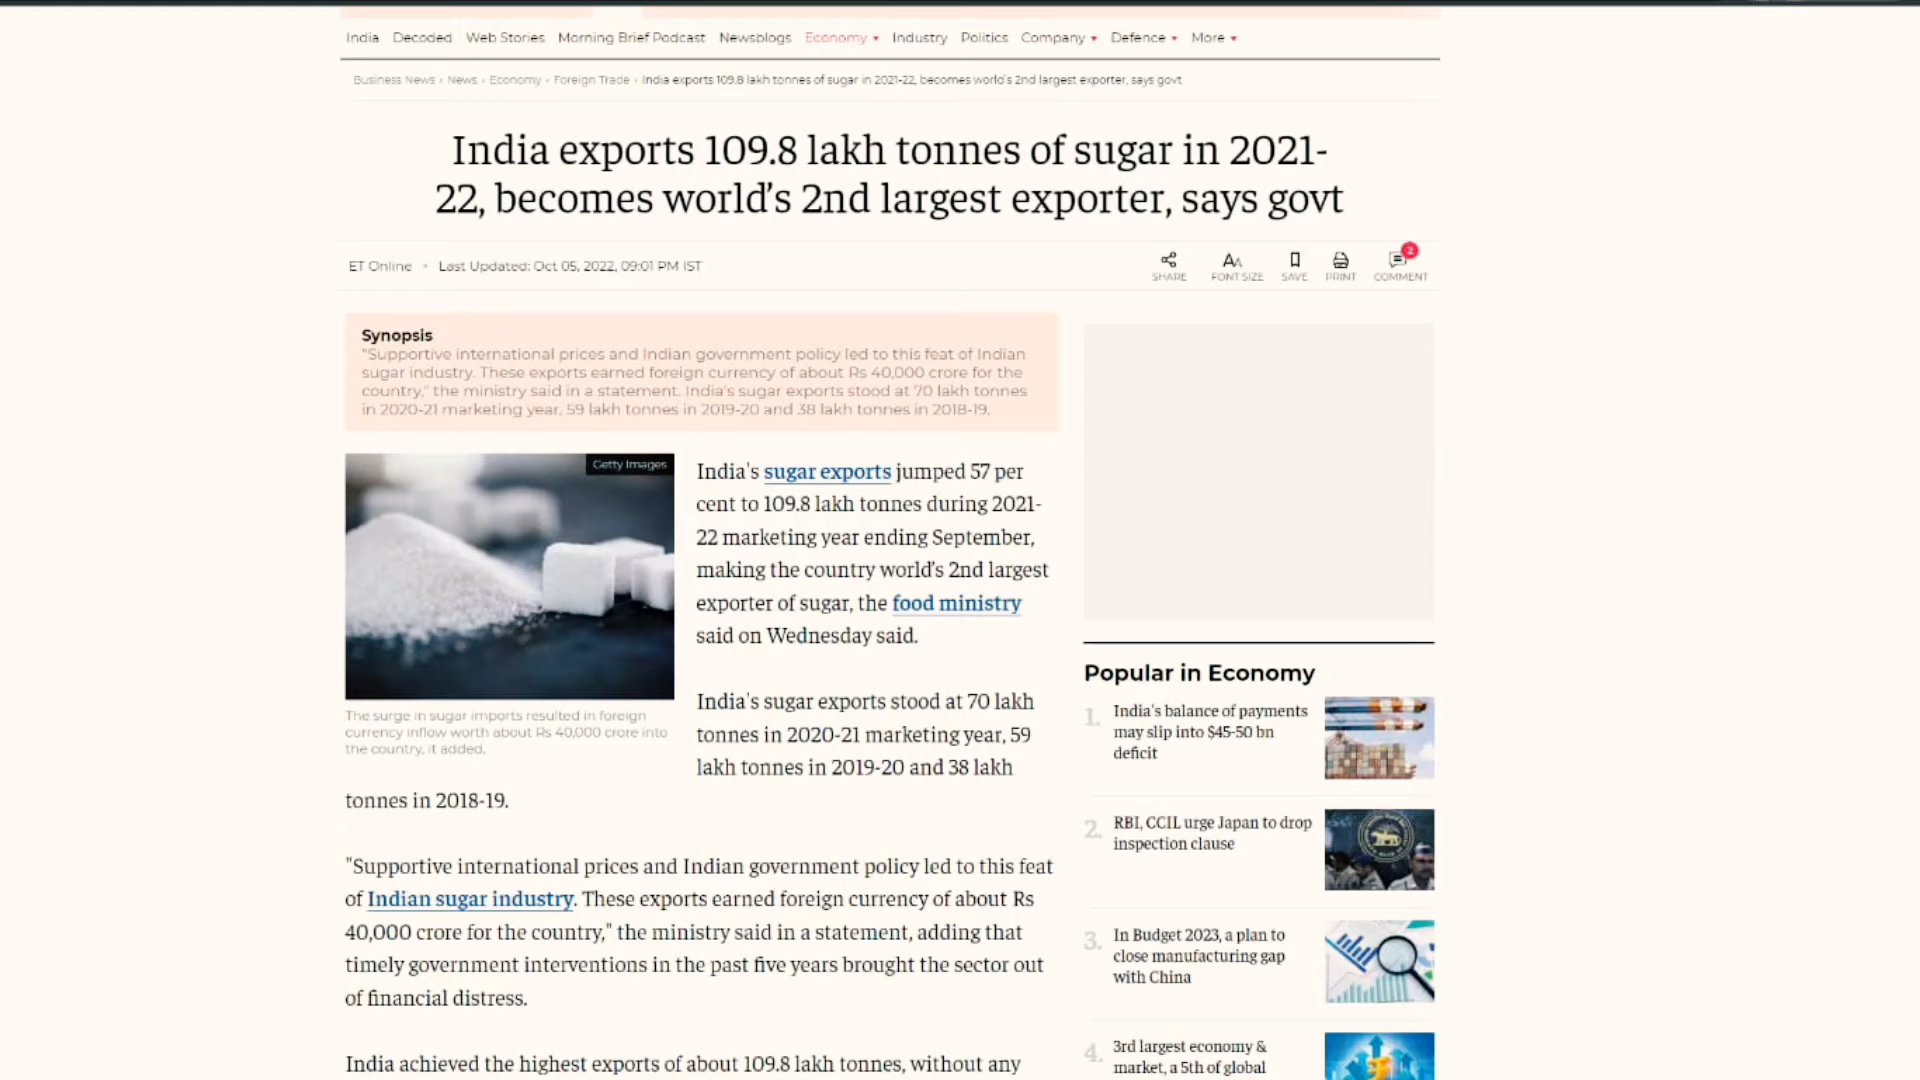 India Decoded Web Stories Morning Brief Podcast Newsblogs Economy Industry Politics Company Defence More
Business News › News › Economy › Foreign Trade › India exports 109.8 lakh tonnes of sugar in 2021-22, becomes world's 2nd largest exporter, says govt
India exports 109.8 lakh tonnes of sugar in 2021-
22, becomes world's 2nd largest exporter, says govt
ET Online • Last Updated: Oct 05, 2022, 09:01 PM IST
2
SHARE FONT SIZE SAVE PRINT COMMENT
Synopsis
"Supportive international prices and Indian government policy led to this feat of Indian
sugar industry. These exports earned foreign currency of about Rs 40,000 crore for the
country," the ministry said in a statement. India's sugar exports stood at 70 lakh tonnes
in 2020-21 marketing year, 59 lakh tonnes in 2019-20 and 38 lakh tonnes in 2018-19.
Getty Images
The surge in sugar imports resulted in foreign
currency inflow worth about Rs 40,000 crore into
the country, it added.
India's sugar exports jumped 57 per
cent to 109.8 lakh tonnes during 2021-
22 marketing year ending September,
making the country world's 2nd largest
exporter of sugar, the food ministry
said on Wednesday said.
India's sugar exports stood at 70 lakh
tonnes in 2020-21 marketing year, 59
lakh tonnes in 2019-20 and 38 lakh
tonnes in 2018-19.
"Supportive international prices and Indian government policy led to this feat
of Indian sugar industry. These exports earned foreign currency of about Rs
40,000 crore for the country," the ministry said in a statement, adding that
timely government interventions in the past five years brought the sector out
of financial distress.
India achieved the highest exports of about 109.8 lakh tonnes, without any
Popular in Economy
1. India's balance of payments
may slip into $45-50 bn
deficit
2. RBI, CCIL urge Japan to drop
inspection clause
3. In Budget 2023, a plan to
close manufacturing gap
with China
4. 3rd largest economy &
market, a 5th of global